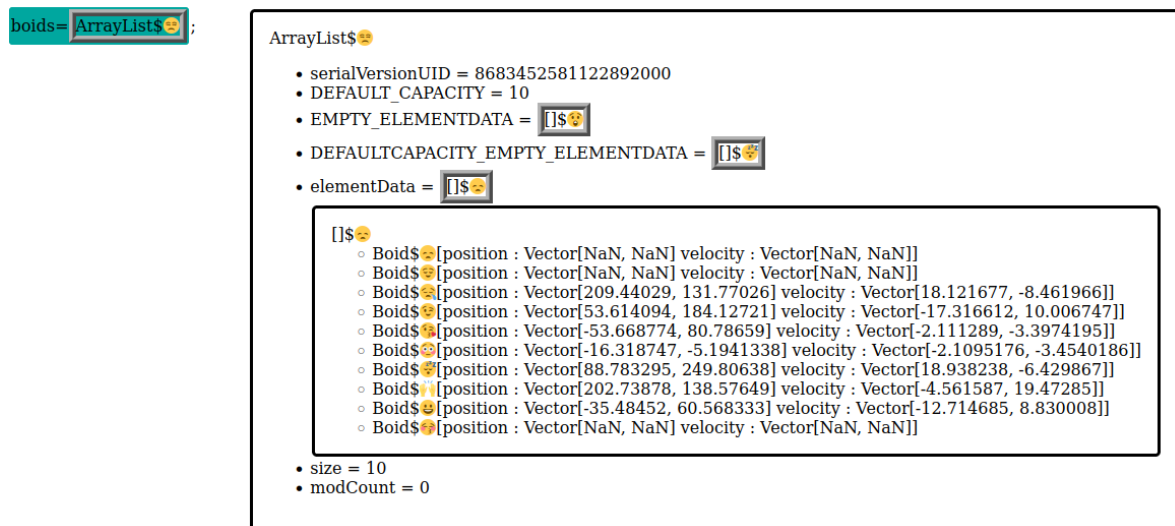 boids= ArrayList$😑;
ArrayList$😑
• serialVersionUID = 8683452581122892000
• DEFAULT_CAPACITY = 10
• EMPTY_ELEMENTDATA = []$😲
• DEFAULTCAPACITY_EMPTY_ELEMENTDATA = []$😴
• elementData = []$😞
[]$😞
◦ Boid$😞[position : Vector[NaN, NaN] velocity : Vector[NaN, NaN]]
◦ Boid$😌[position : Vector[NaN, NaN] velocity : Vector[NaN, NaN]]
◦ Boid$😪[position : Vector[209.44029, 131.77026] velocity : Vector[18.121677, -8.461966]]
◦ Boid$😉[position : Vector[53.614094, 184.12721] velocity : Vector[-17.316612, 10.006747]]
◦ Boid$😘[position : Vector[-53.668774, 80.78659] velocity : Vector[-2.111289, -3.3974195]]
◦ Boid$😳[position : Vector[-16.318747, -5.1941338] velocity : Vector[-2.1095176, -3.4540186]]
◦ Boid$😴[position : Vector[88.783295, 249.80638] velocity : Vector[18.938238, -6.429867]]
◦ Boid$🙌[position : Vector[202.73878, 138.57649] velocity : Vector[-4.561587, 19.47285]]
◦ Boid$😀[position : Vector[-35.48452, 60.568333] velocity : Vector[-12.714685, 8.830008]]
◦ Boid$😚[position : Vector[NaN, NaN] velocity : Vector[NaN, NaN]]
• size = 10
• modCount = 0